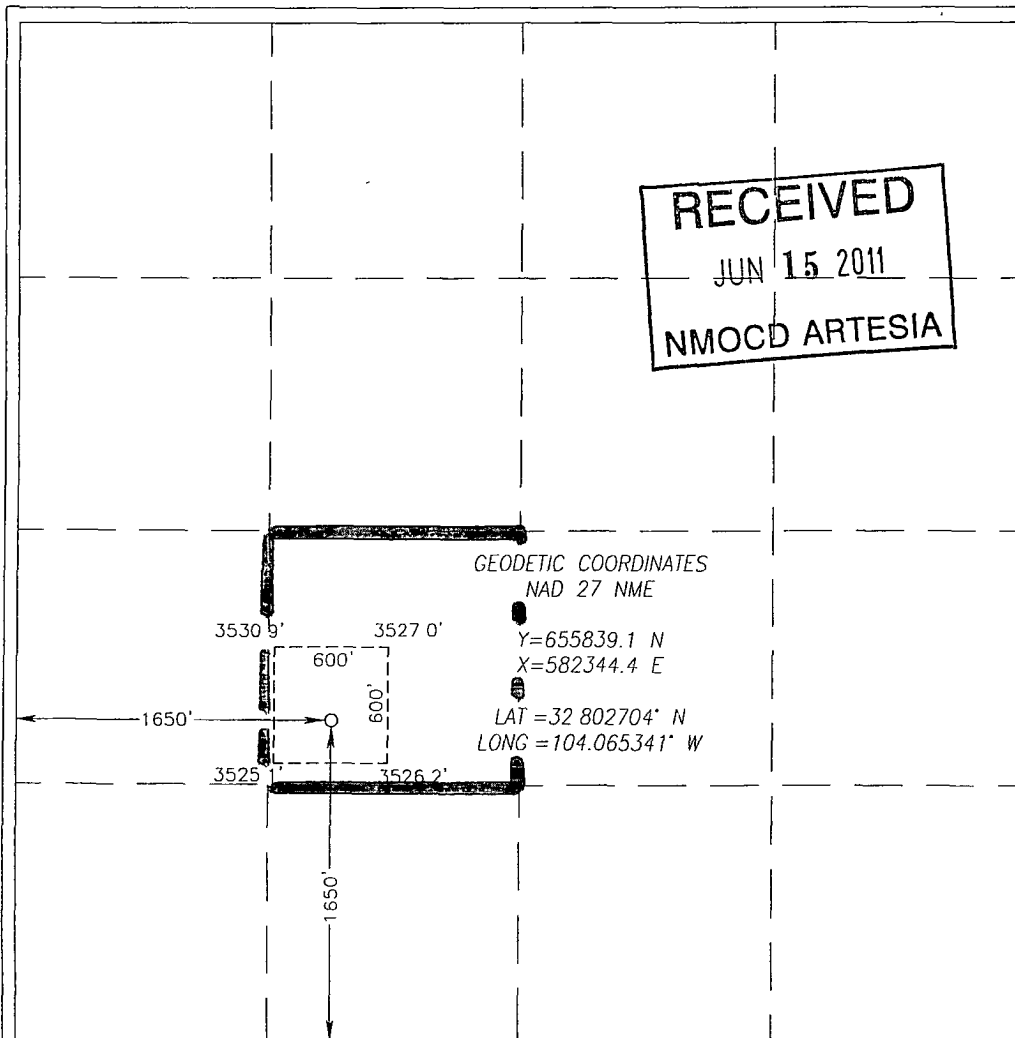 RECEIVED
JUN 15 2011
NMOCD ARTESIA
GEODETIC COORDINATES
NAD 27 NME
Y=655839.1 N
X=582344.4 E
LAT =32 802704° N
LONG =104.065341° W
3530 9'
3527 0'
600'
600'
1650'
3525
3526.2'
1650'